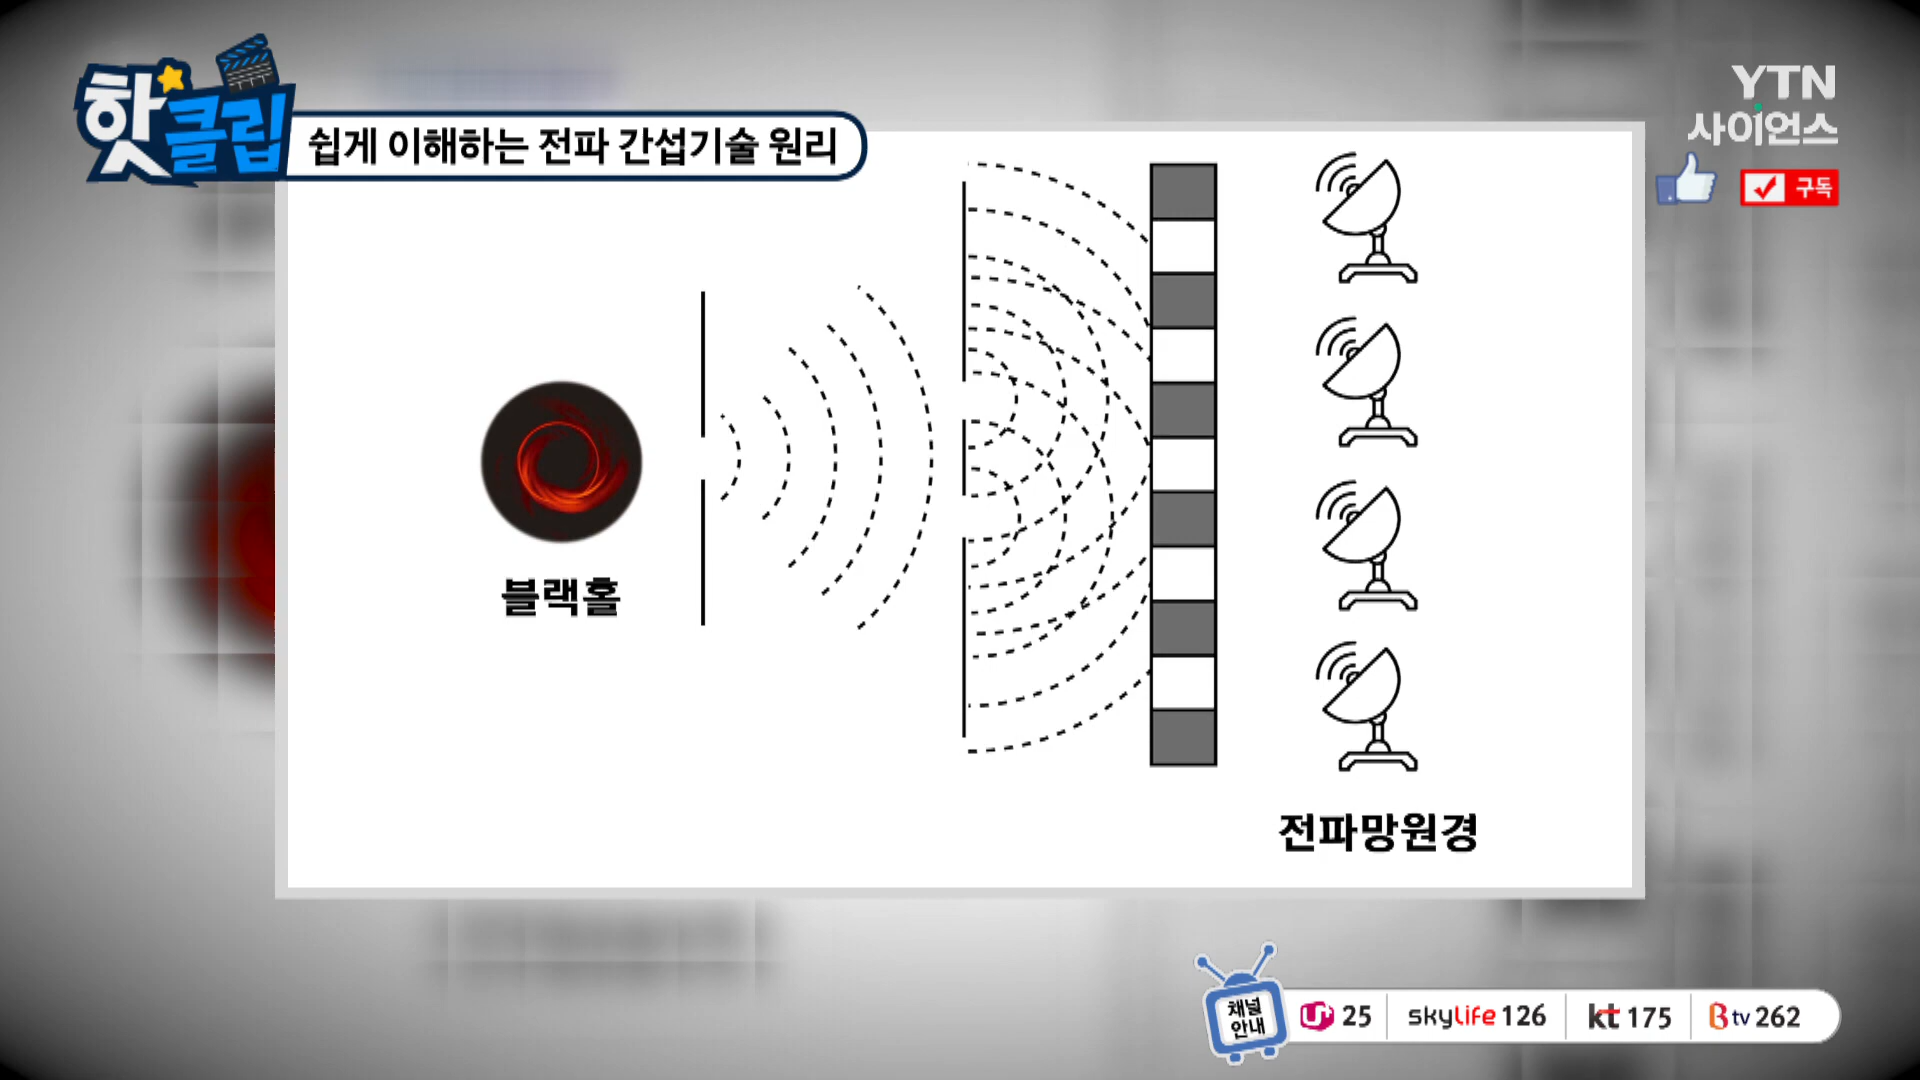 핫클립
쉽게 이해하는 전파 간섭기술 원리
YTN
사이언스
구독
블랙홀
전파망원경
채널
안내
U+ 25
skylife 126
kt 175
B tv 262